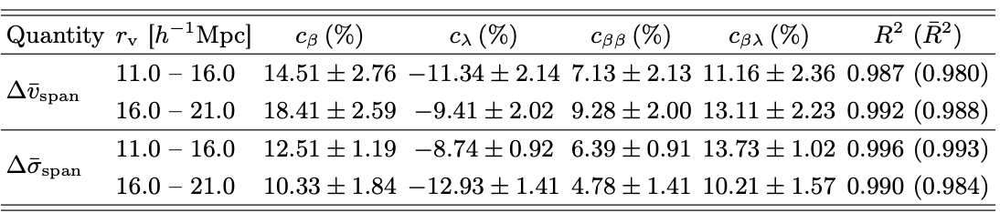 Quantity r_v [h⁻¹Mpc] c_β (%) c_λ (%) c_ββ (%) c_βλ (%) R² (R̄²)
Δv̄_span 11.0 – 16.0 14.51 ± 2.76 −11.34 ± 2.14 7.13 ± 2.13 11.16 ± 2.36 0.987 (0.980)
16.0 – 21.0 18.41 ± 2.59 −9.41 ± 2.02 9.28 ± 2.00 13.11 ± 2.23 0.992 (0.988)
Δσ̄_span 11.0 – 16.0 12.51 ± 1.19 −8.74 ± 0.92 6.39 ± 0.91 13.73 ± 1.02 0.996 (0.993)
16.0 – 21.0 10.33 ± 1.84 −12.93 ± 1.41 4.78 ± 1.41 10.21 ± 1.57 0.990 (0.984)